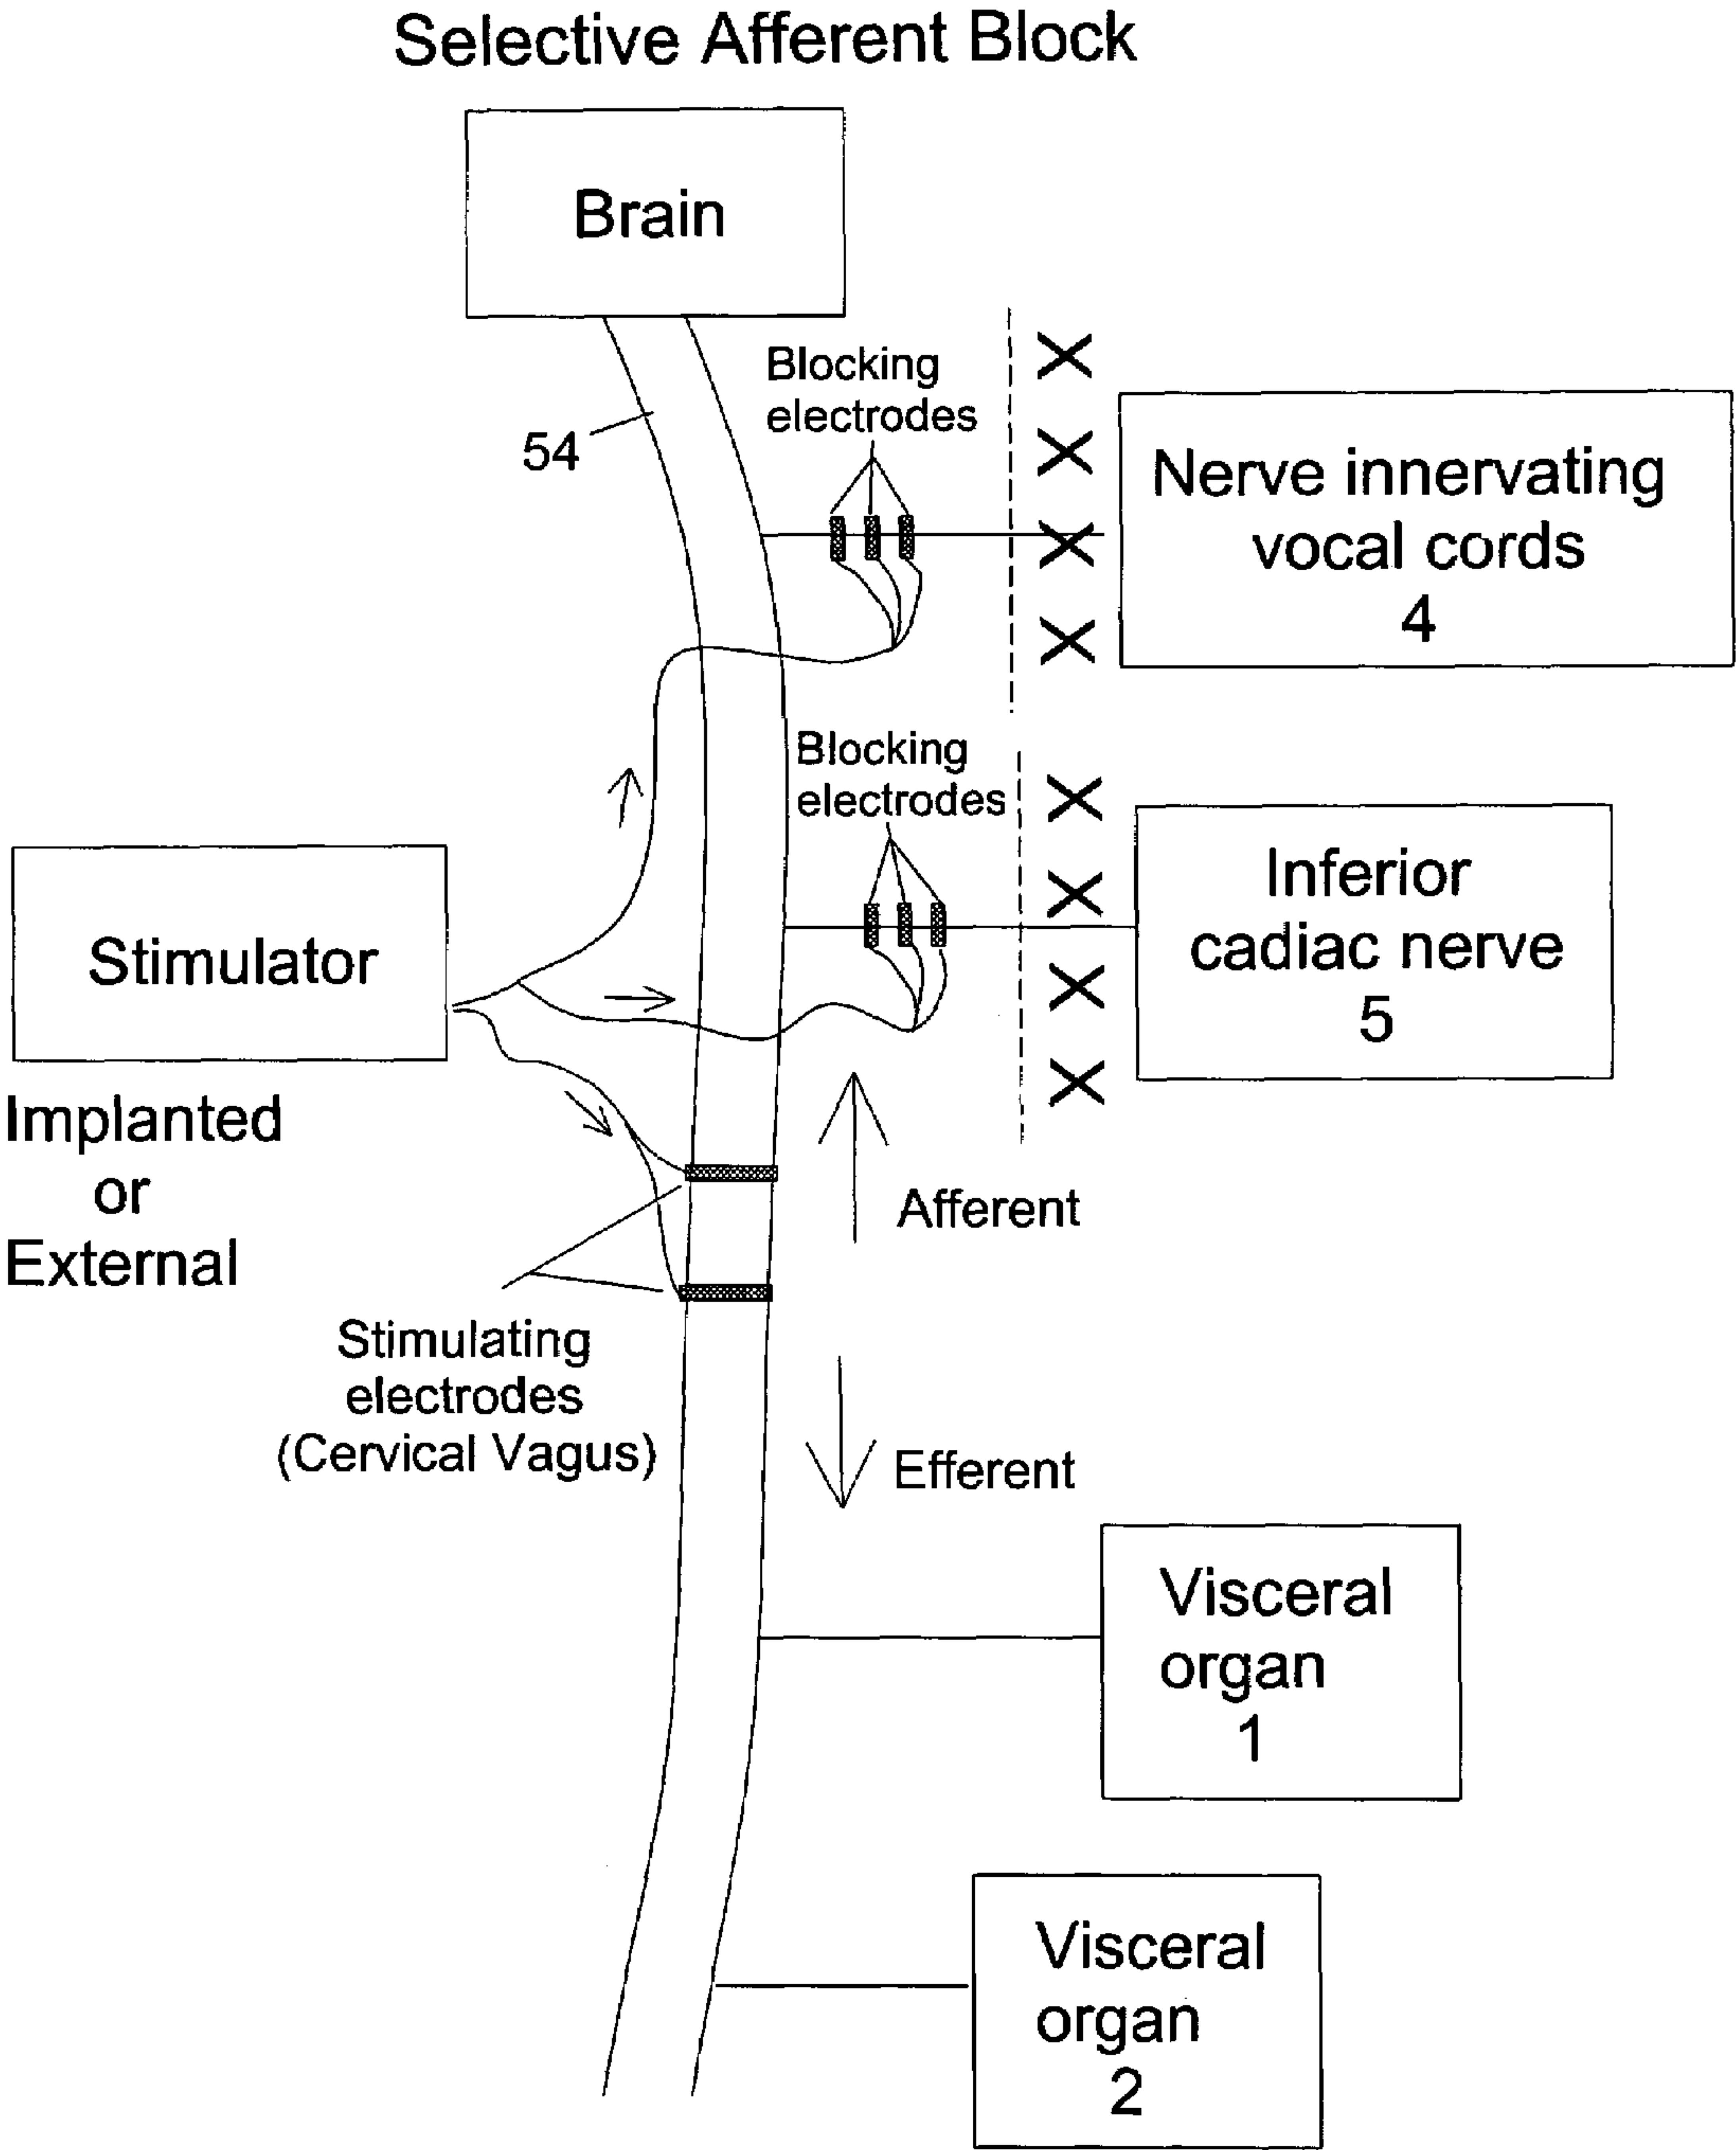 Selective Afferent Block
Brain
54
Blocking
electrodes
Nerve innervating
vocal cords
4
Blocking
electrodes
Inferior
cadiac nerve
5
Stimulator
Implanted
or
External
Afferent
Stimulating
electrodes
(Cervical Vagus)
Efferent
Visceral
organ
1
Visceral
organ
2